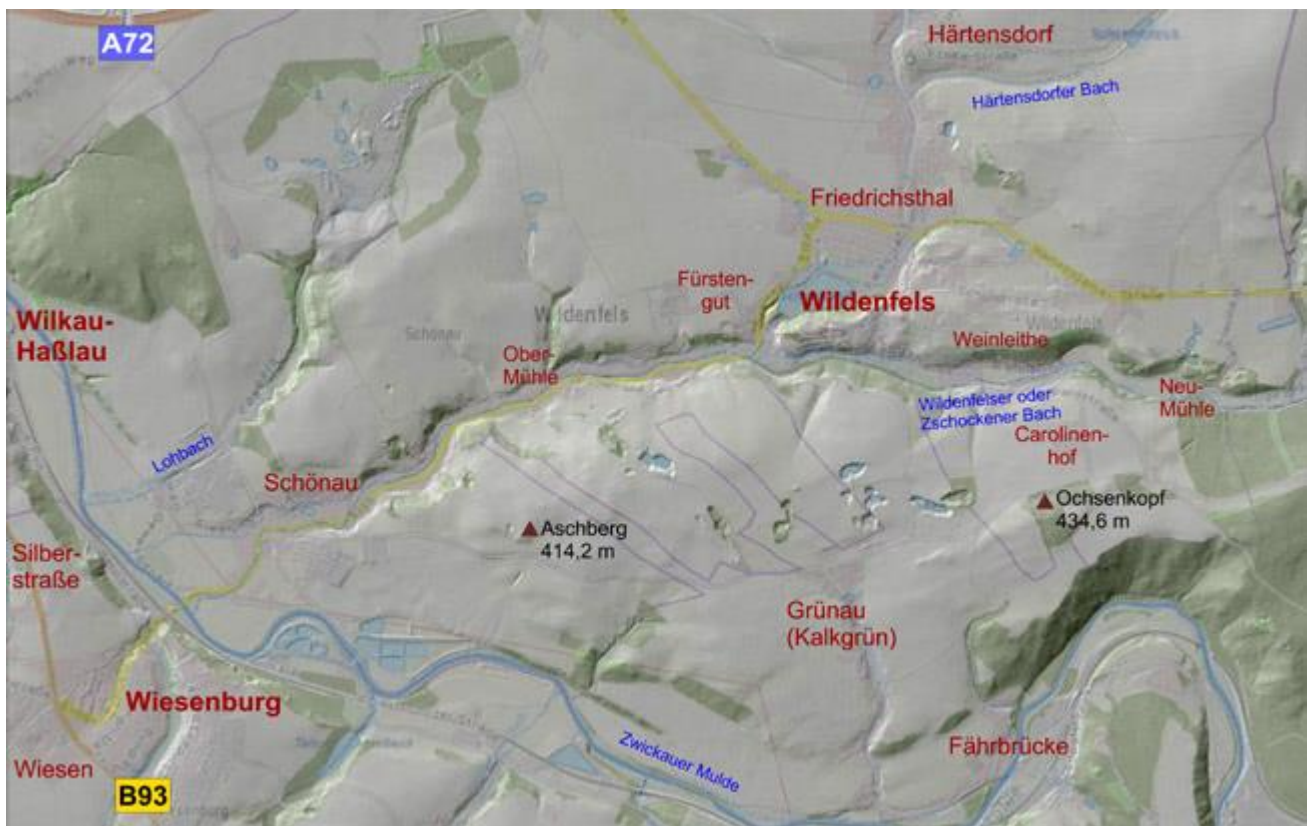 A72
Härtensdorf
Härtensdorfer Bach
Friedrichsthal
Fürsten-
gut
Wildenfels
Wilkau-
Haßlau
Wildenfels
Schönau
Ober-
Mühle
Weinleithe
Wildenfels
Neu-
Mühle
Wildenfelser oder
Zschockener Bach
Carolinen-
hof
Lohbach
Schönau
Ochsenkopf
434,6 m
Aschberg
414,2 m
Silber-
straße
Grünau
(Kalkgrün)
Wiesenburg
Fährbrücke
Zwickauer Mulde
Wiesen
B93